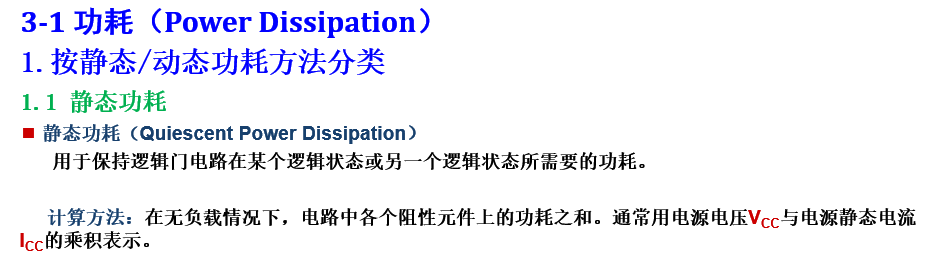 3-1 功耗（Power Dissipation）
1. 按静态/动态功耗方法分类
1. 1 静态功耗
■ 静态功耗（Quiescent Power Dissipation）
用于保持逻辑门电路在某个逻辑状态或另一个逻辑状态所需要的功耗。
计算方法：在无负载情况下，电路中各个阻性元件上的功耗之和。通常用电源电压VCC与电源静态电流
ICC的乘积表示。